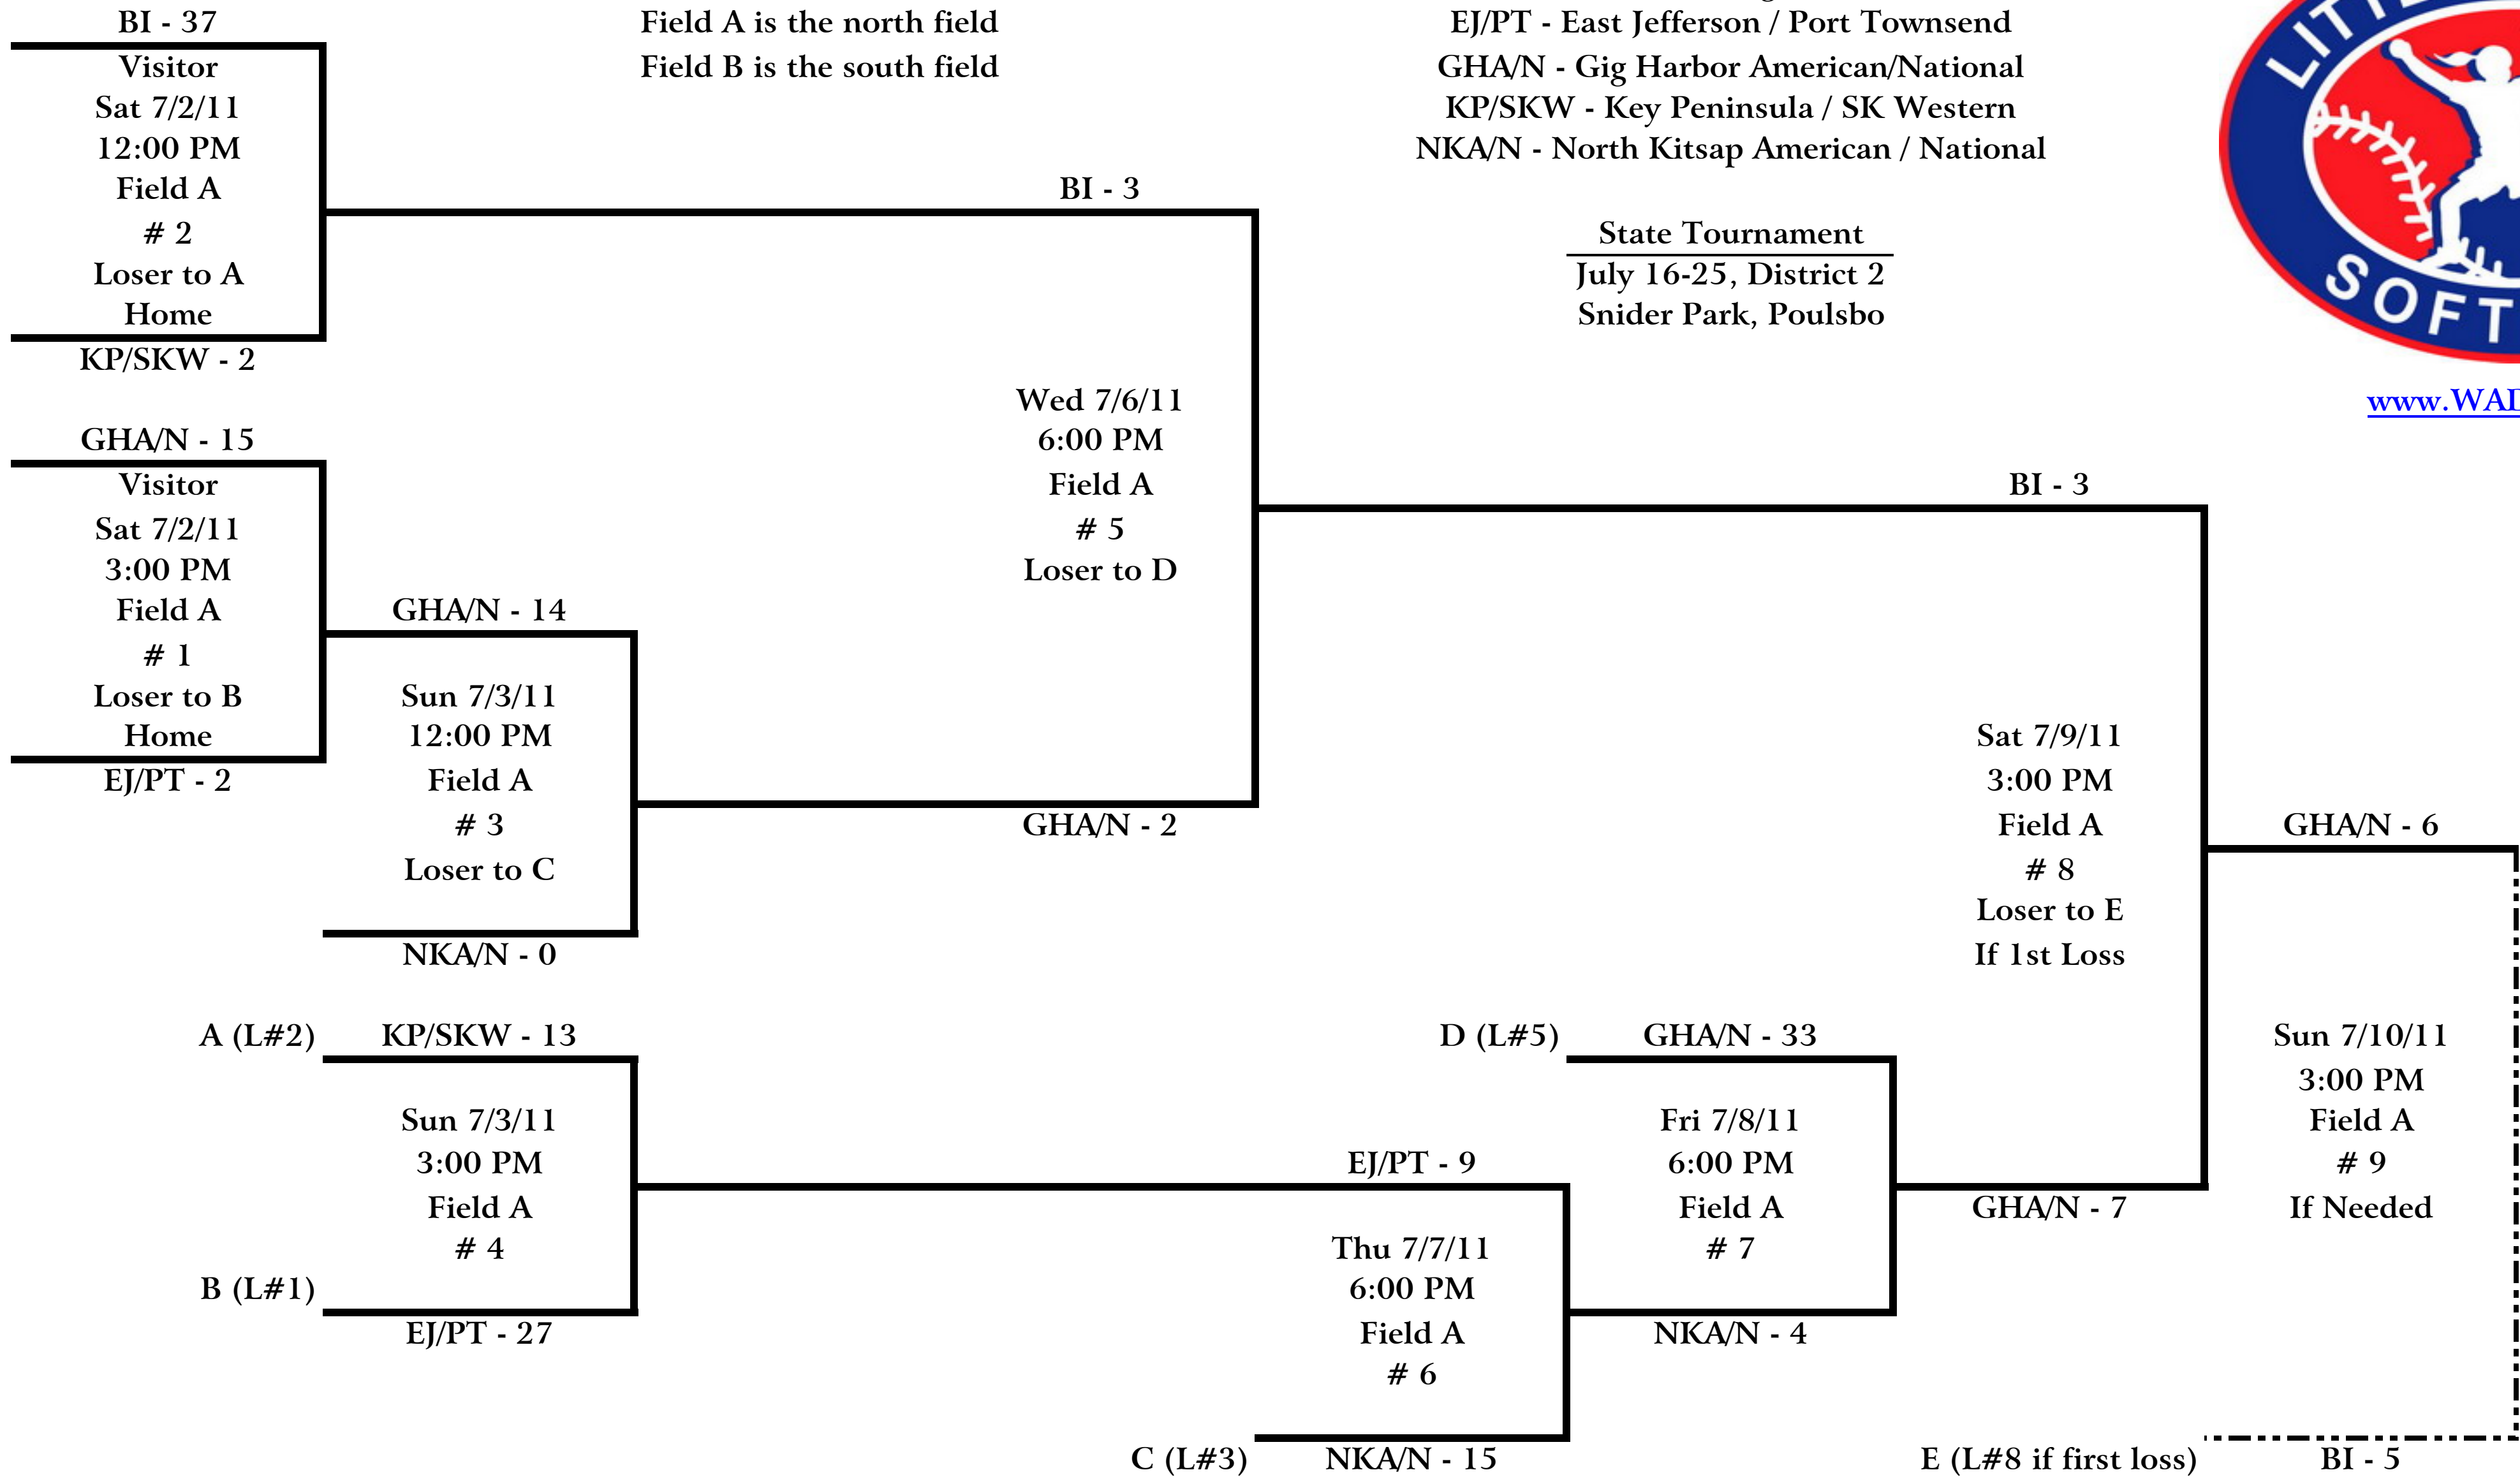 BI - 37
Visitor
Sat 7/2/11
12:00 PM
Field A
# 2
Loser to A
Home
KP/SKW - 2
Field A is the north field
Field B is the south field
EJ/PT - East Jefferson / Port Townsend
GHA/N - Gig Harbor American/National
KP/SKW - Key Peninsula / SK Western
NKA/N - North Kitsap American / National
State Tournament
July 16-25, District 2
Snider Park, Poulsbo
GHA/N - 15
Visitor
Sat 7/2/11
3:00 PM
Field A
# 1
Loser to B
Home
EJ/PT - 2
GHA/N - 14
Sun 7/3/11
12:00 PM
Field A
# 3
Loser to C
NKA/N - 0
BI - 3
Wed 7/6/11
6:00 PM
Field A
# 5
Loser to D
GHA/N - 2
BI - 3
Sat 7/9/11
3:00 PM
Field A
# 8
Loser to E
If 1st Loss
GHA/N - 7
A (L#2)
KP/SKW - 13
Sun 7/3/11
3:00 PM
Field A
# 4
B (L#1)
EJ/PT - 27
EJ/PT - 9
Thu 7/7/11
6:00 PM
Field A
# 6
C (L#3)
NKA/N - 15
D (L#5)
GHA/N - 33
Fri 7/8/11
6:00 PM
Field A
# 7
NKA/N - 4
GHA/N - 6
Sun 7/10/11
3:00 PM
Field A
# 9
If Needed
E (L#8 if first loss)
BI - 5